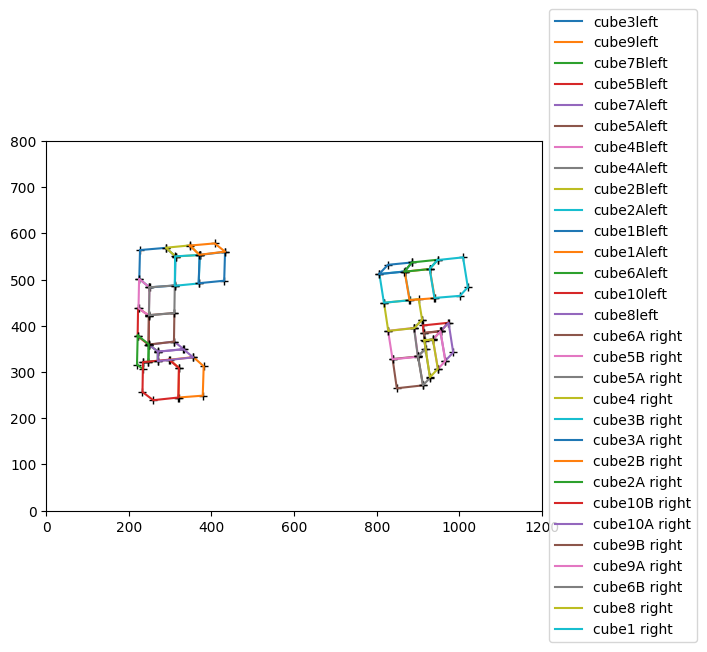 cube3left
cube9left
cube7Bleft
cube5Bleft
cube7Aleft
cube5Aleft
cube4Bleft
cube4Aleft
cube2Bleft
cube2Aleft
cube1Bleft
cube1Aleft
cube6Aleft
cube10left
cube8left
cube6A right
cube5B right
cube5A right
cube4 right
cube3B right
cube3A right
cube2B right
cube2A right
cube10B right
cube10A right
cube9B right
cube9A right
cube6B right
cube8 right
cube1 right
800
700
600
500
400
300
200
100
0
0 200 400 600 800 1000 1200